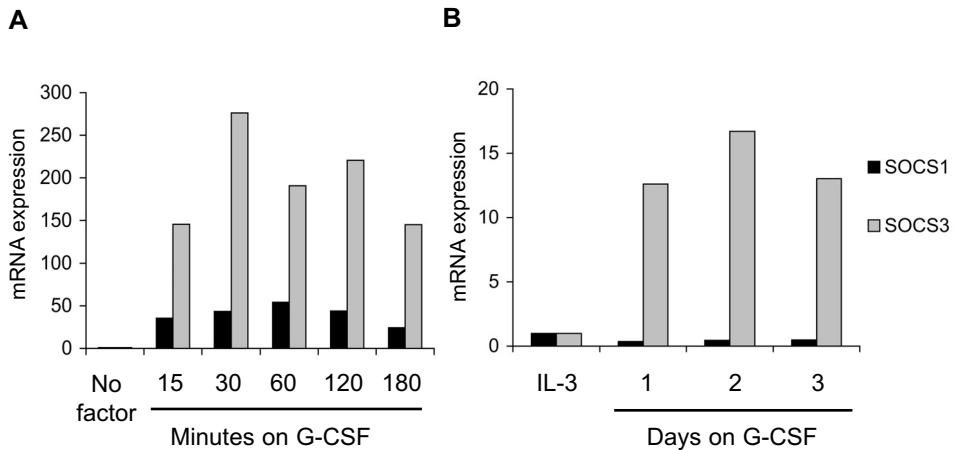 A
mRNA expression
300
250
200
150
100
50
0
No factor
15 30 60 120 180
Minutes on G-CSF
B
mRNA expression
20
15
10
5
0
IL-3 1 2 3
Days on G-CSF
SOCS1
SOCS3